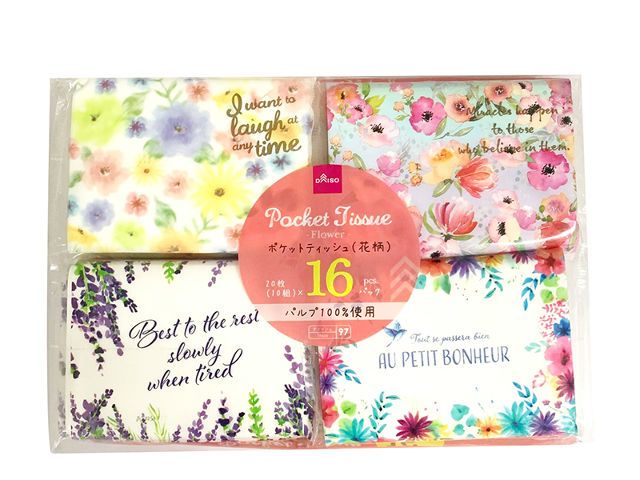 I want to
laugh at
any time
Miracles happen
to those
who believe in them.
DAISO
Pocket Tissue
-Flower-
ポケットティッシュ(花柄)
20枚
(10組)×16 pcs.
パック
パルプ100%使用
97
Best to the rest
slowly
when tired
Tout se passera bien
AU PETIT BONHEUR